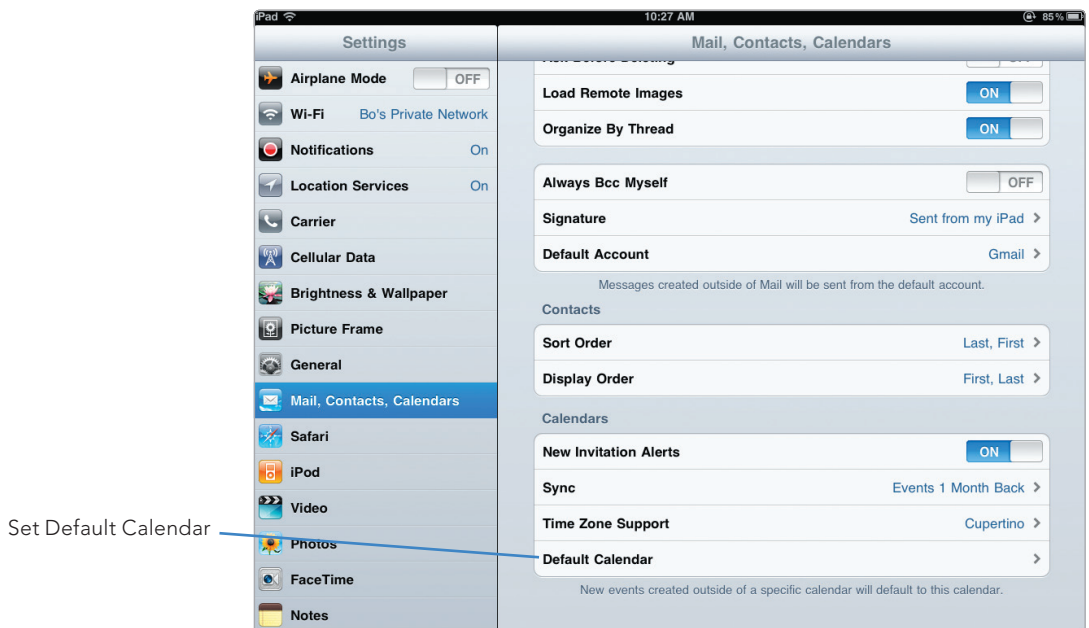 iPad 10:27 AM 85%
Settings
Mail, Contacts, Calendars
Airplane Mode OFF
Wi-Fi Bo's Private Network
Notifications On
Location Services On
Carrier
Cellular Data
Brightness & Wallpaper
Picture Frame
General
Mail, Contacts, Calendars
Safari
iPod
Video
Photos
FaceTime
Notes
Ask Before Deleting OFF
Load Remote Images ON
Organize By Thread ON
Always Bcc Myself OFF
Signature Sent from my iPad
Default Account Gmail
Messages created outside of Mail will be sent from the default account.
Contacts
Sort Order Last, First
Display Order First, Last
Calendars
New Invitation Alerts ON
Sync Events 1 Month Back
Time Zone Support Cupertino
Default Calendar
New events created outside of a specific calendar will default to this calendar.
Set Default Calendar